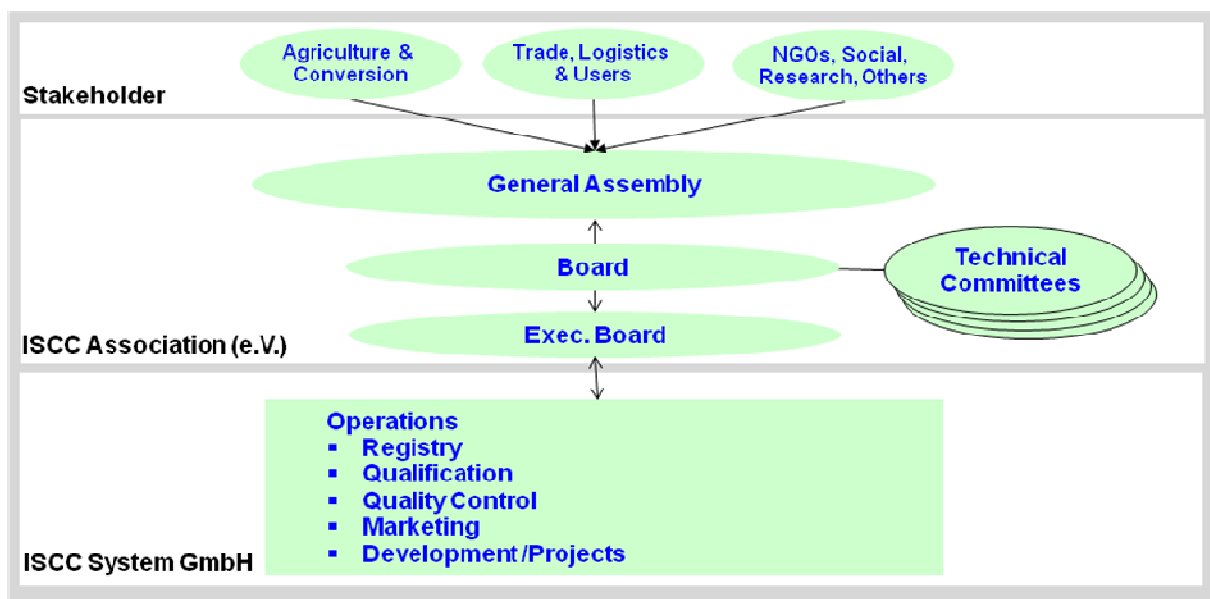 Agriculture &
Conversion
Trade, Logistics
& Users
NGOs, Social,
Research, Others
Stakeholder
General Assembly
Board
Technical
Committees
Exec. Board
ISCC Association (e.V.)
Operations
▪ Registry
▪ Qualification
▪ Quality Control
▪ Marketing
▪ Development/Projects
ISCC System GmbH